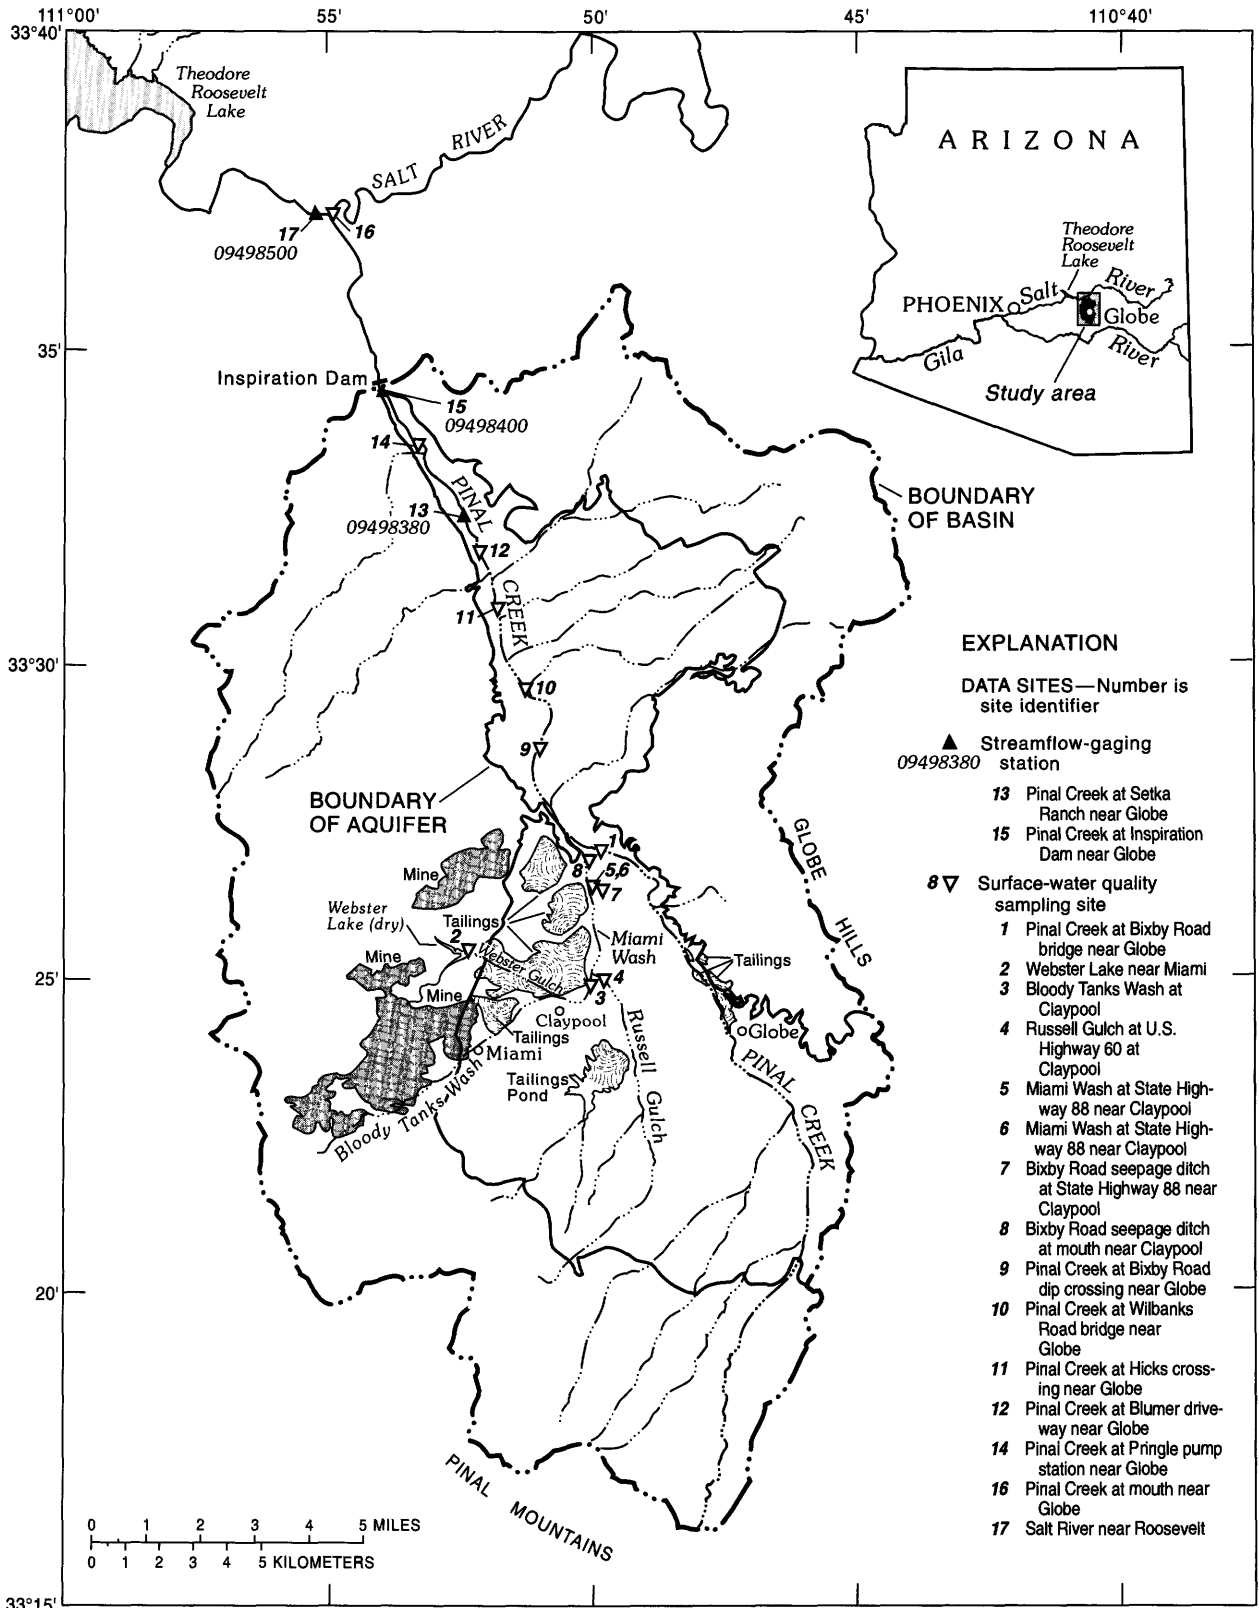 111°00'
55'
50'
45'
110°40'
33°40'
35'
33°30'
25'
20'
33°15'
Theodore
Roosevelt
Lake
SALT RIVER
17
09498500
16
Inspiration Dam
15
09498400
14
PINAL
13
09498380
12
CREEK
11
10
9
BOUNDARY
OF BASIN
BOUNDARY
OF AQUIFER
1
8
5,6
7
Mine
Webster
Lake (dry)
Tailings
2
Webster Gulch
Miami
Wash
Mine
Mine
4
3
Tailings
Claypool
Tailings
Miami
Globe
Tailings
Pond
Russell
Gulch
Bloody Tanks Wash
PINAL
CREEK
GLOBE
HILLS
PINAL MOUNTAINS
0 1 2 3 4 5 MILES
0 1 2 3 4 5 KILOMETERS
ARIZONA
Theodore
Roosevelt
Lake
PHOENIX
Salt River
Globe
Gila River
Study area
EXPLANATION
DATA SITES—Number is
site identifier
Streamflow-gaging
09498380 station
13 Pinal Creek at Setka
Ranch near Globe
15 Pinal Creek at Inspiration
Dam near Globe
8 Surface-water quality
sampling site
1 Pinal Creek at Bixby Road
bridge near Globe
2 Webster Lake near Miami
3 Bloody Tanks Wash at
Claypool
4 Russell Gulch at U.S.
Highway 60 at
Claypool
5 Miami Wash at State High-
way 88 near Claypool
6 Miami Wash at State High-
way 88 near Claypool
7 Bixby Road seepage ditch
at State Highway 88 near
Claypool
8 Bixby Road seepage ditch
at mouth near Claypool
9 Pinal Creek at Bixby Road
dip crossing near Globe
10 Pinal Creek at Wilbanks
Road bridge near
Globe
11 Pinal Creek at Hicks cross-
ing near Globe
12 Pinal Creek at Blumer drive-
way near Globe
14 Pinal Creek at Pringle pump
station near Globe
16 Pinal Creek at mouth near
Globe
17 Salt River near Roosevelt